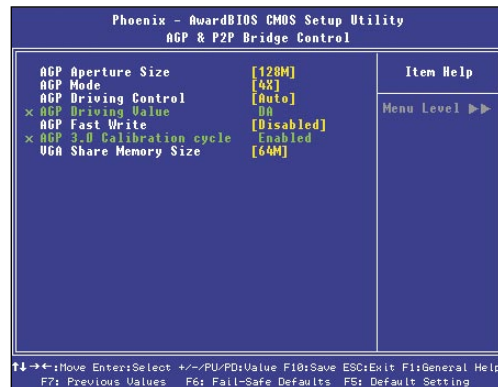 Phoenix - AwardBIOS CMOS Setup Utility
AGP & P2P Bridge Control
AGP Aperture Size [128M]
AGP Mode [4X]
AGP Driving Control [Auto]
x AGP Driving Value DA
AGP Fast Write [Disabled]
x AGP 3.0 Calibration cycle Enabled
VGA Share Memory Size [64M]
Item Help
Menu Level ▶▶
↑↓→←:Move Enter:Select +/-/PU/PD:Value F10:Save ESC:Exit F1:General Help
F7: Previous Values F6: Fail-Safe Defaults F5: Default Setting